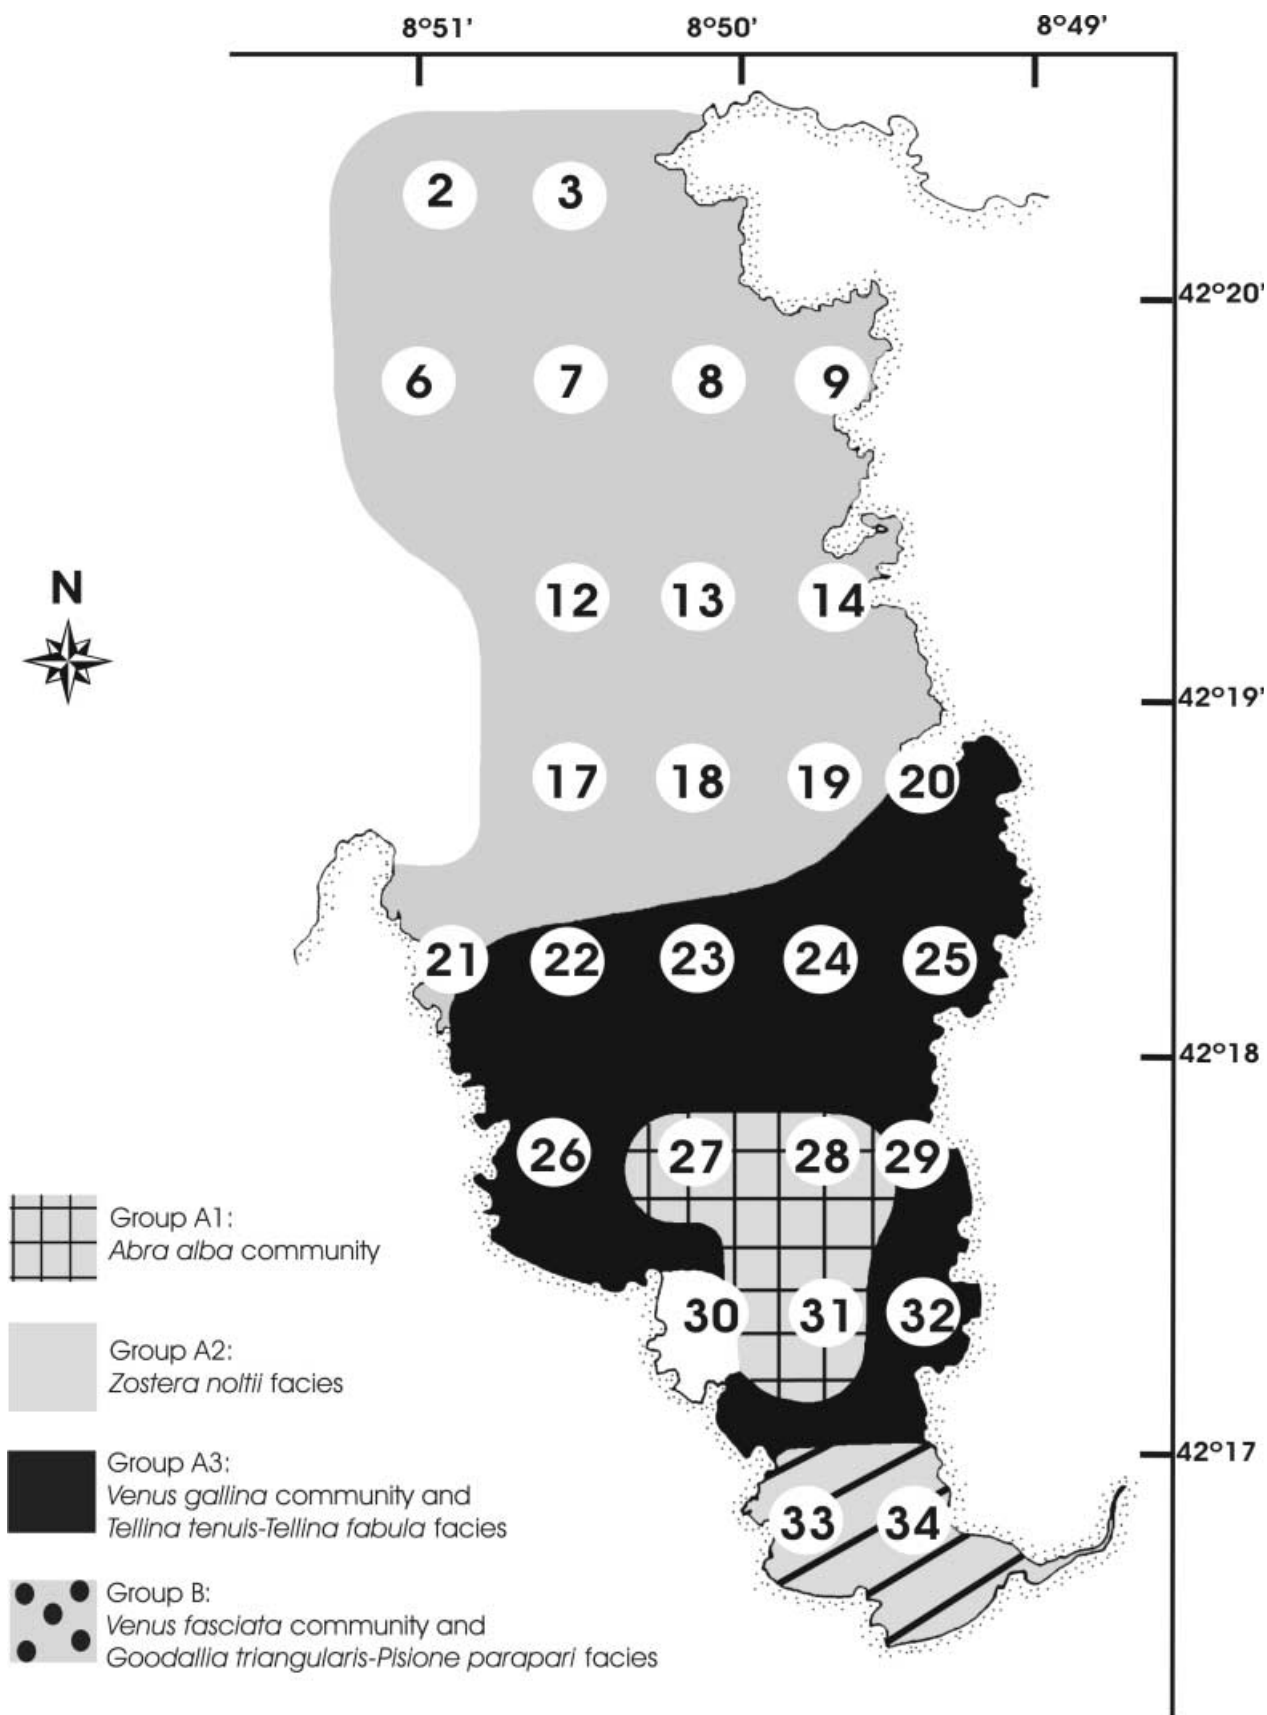 8°51' 8°50' 8°49'
2 3
42°20'
6 7 8 9
N
12 13 14
42°19'
17 18 19 20
21 22 23 24 25
42°18
26 27 28 29
30 31 32
42°17
33 34
Group A1:
Abra alba community
Group A2:
Zostera noltii facies
Group A3:
Venus gallina community and
Tellina tenuis-Tellina fabula facies
Group B:
Venus fasciata community and
Goodallia triangularis-Pisione parapari facies